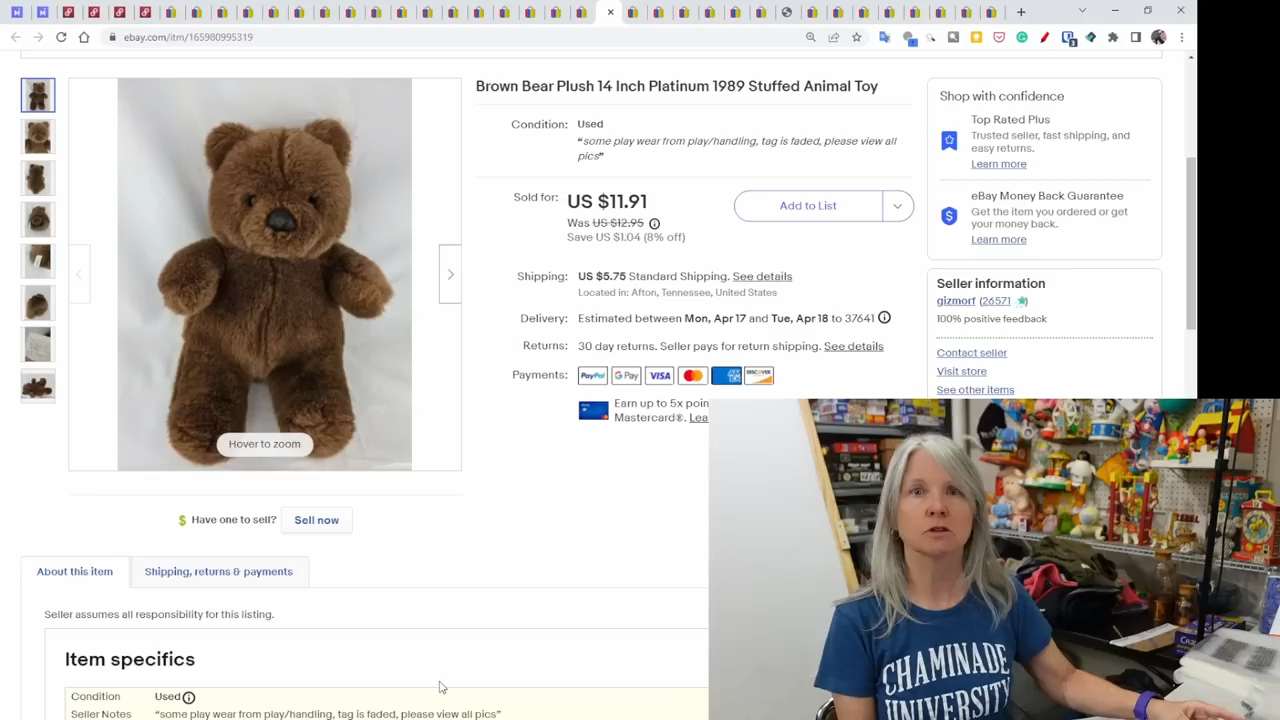 ebay.com/itm/165980995319
Brown Bear Plush 14 Inch Platinum 1989 Stuffed Animal Toy
Condition: Used
“some play wear from play/handling, tag is faded, please view all
pics”
Sold for: US $11.91
Was US $12.95
Save US $1.04 (8% off)
Add to List
Shipping: US $5.75 Standard Shipping. See details
Located in: Afton, Tennessee, United States
Delivery: Estimated between Mon, Apr 17 and Tue, Apr 18 to 37641
Returns: 30 day returns. Seller pays for return shipping. See details
Payments: PayPal G Pay VISA DISCOVER
Earn up to 5x poin
Mastercard®. Lea
Hover to zoom
Have one to sell? Sell now
Shop with confidence
Top Rated Plus
Trusted seller, fast shipping, and
easy returns.
Learn more
eBay Money Back Guarantee
Get the item you ordered or get
your money back.
Learn more
Seller information
gizmorf (26571)
100% positive feedback
Contact seller
Visit store
See other items
About this item
Shipping, returns & payments
Seller assumes all responsibility for this listing.
Item specifics
Condition Used
Seller Notes “some play wear from play/handling, tag is faded, please view all pics”
CHAMINADE
UNIVERSITY